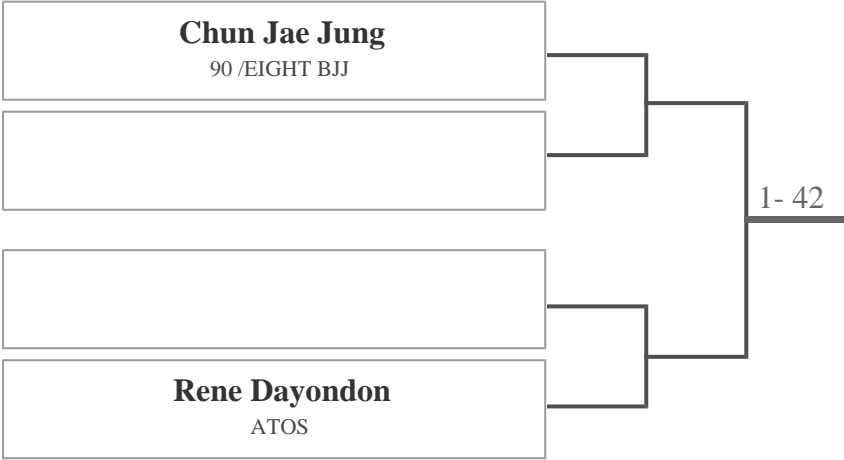 Chun Jae Jung
90 /EIGHT BJJ
1- 42
Rene Dayondon
ATOS